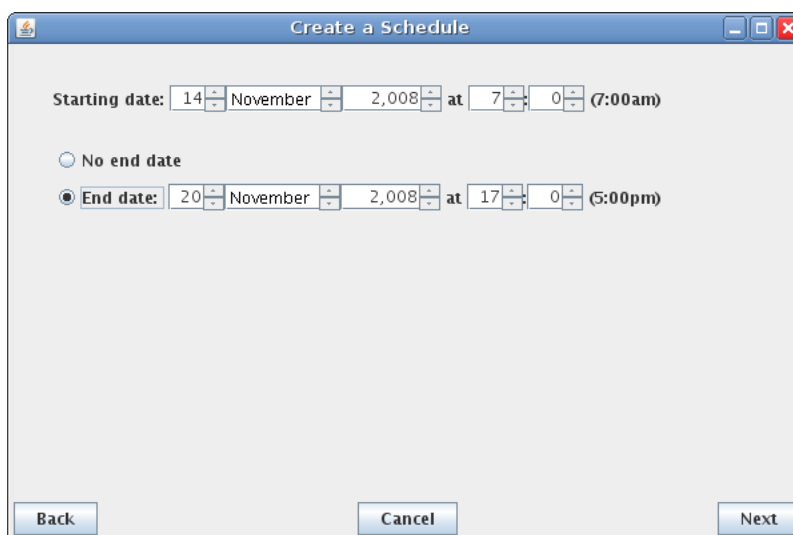 Create a Schedule
Starting date: 14 November 2,008 at 7 : 0 (7:00am)
No end date
End date: 20 November 2,008 at 17 : 0 (5:00pm)
Back Cancel Next